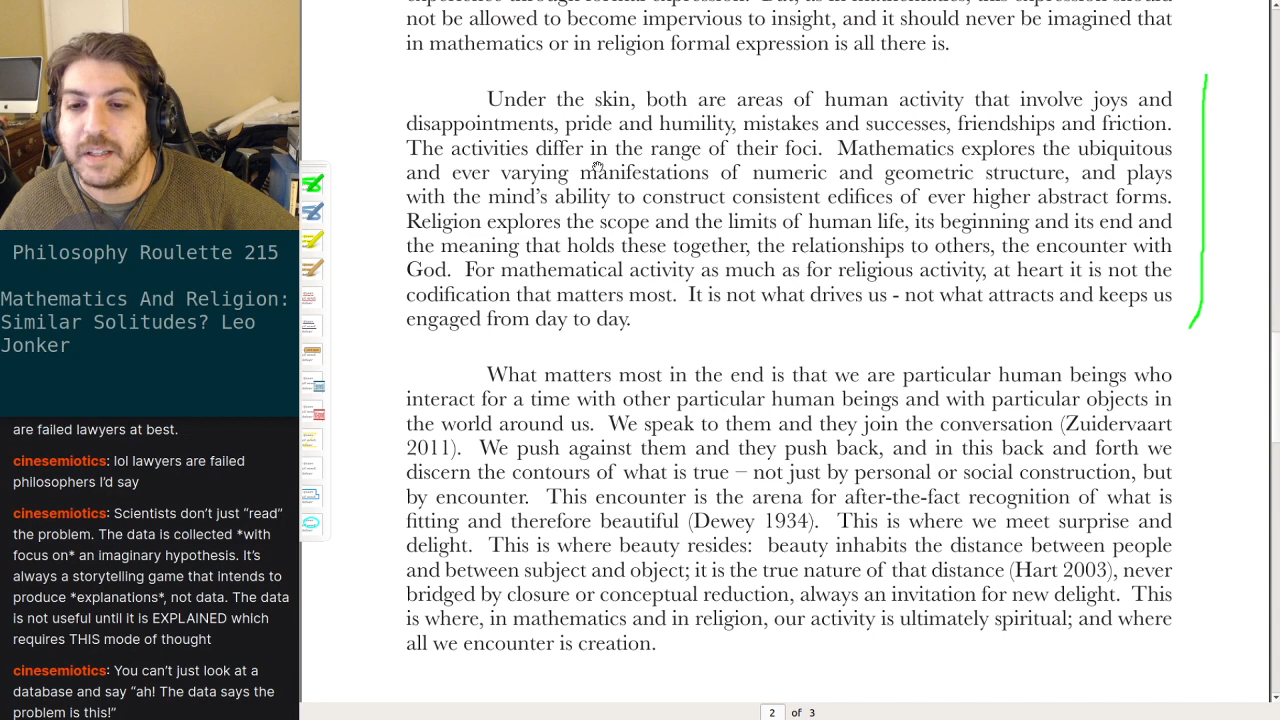 Philosophy Roulette 215
Mathematics And Religion:
Similar Solitudes? Leo
Jonker
are failed lawyers at best.
cinesemiotics: lol lawyers are failed
philosophers I'd say
cinesemiotics: Scientists don't just “read”
the problem. The data is collected *with
focus on* an imaginary hypothesis. It's
always a storytelling game that intends to
produce *explanations*, not data. The data
is not useful until it is EXPLAINED which
requires THIS mode of thought
cinesemiotics: You can't just look at a
database and say “ah! The data says the
problem is this!”
experience through formal expression. But, as in mathematics, this expression should
not be allowed to become impervious to insight, and it should never be imagined that
in mathematics or in religion formal expression is all there is.
Under the skin, both are areas of human activity that involve joys and
disappointments, pride and humility, mistakes and successes, friendships and friction.
The activities differ in the range of their foci. Mathematics explores the ubiquitous
and ever varying manifestations of numeric and geometric structure, and plays
with the mind's ability to construct consistent edifices of ever higher abstract forms.
Religion explores the scope and the limits of human life, its beginning and its end and
the meaning that holds these together, the relationship to others, the encounter with
God. For mathematical activity as much as for religious activity, at heart it is not the
codification that is determinative. It is not what drives us or what attracts and keeps us
engaged from day to day.
What matters most in the end is that we are particular human beings who
interact for a time with other particular human beings and with particular objects in
the world around us. We speak to them and they join the conversation (Zuidervaart
2011). We push against them and they push back, and in the back and forth we
discern the contours of what is true – not just by personal or social construction, but
by encounter. This encounter is the arena of after-the-fact recognition of what is
fitting and therefore beautiful (Dewey 1934). This is where we meet surprise and
delight. This is where beauty resides: beauty inhabits the distance between people
and between subject and object; it is the true nature of that distance (Hart 2003), never
bridged by closure or conceptual reduction, always an invitation for new delight. This
is where, in mathematics and in religion, our activity is ultimately spiritual; and where
all we encounter is creation.
2 of 3